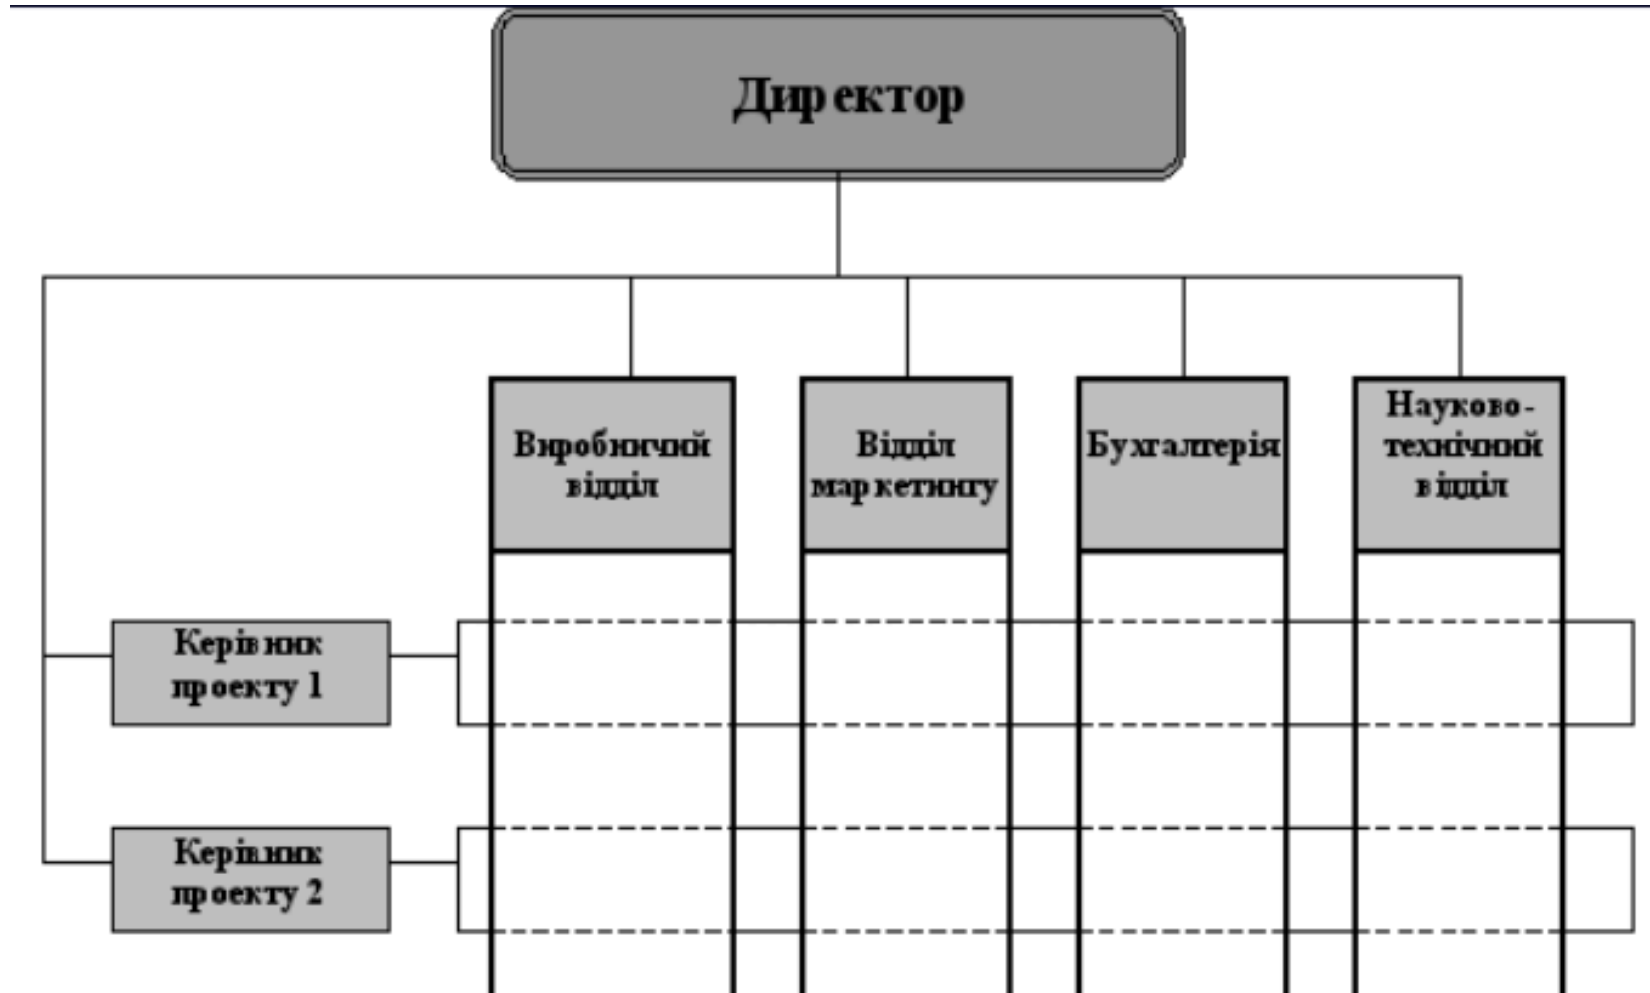 Директор
Виробничий
відділ
Відділ
маркетингу
Бухгалтерія
Науково-
технічний
відділ
Керівник
проекту 1
Керівник
проекту 2